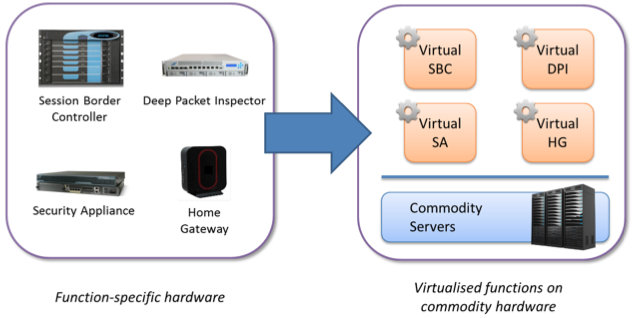 Session Border
Controller
Deep Packet Inspector
Security Appliance
Home
Gateway
Function-specific hardware
Virtual
SBC
Virtual
DPI
Virtual
SA
Virtual
HG
Commodity
Servers
Virtualised functions on
commodity hardware